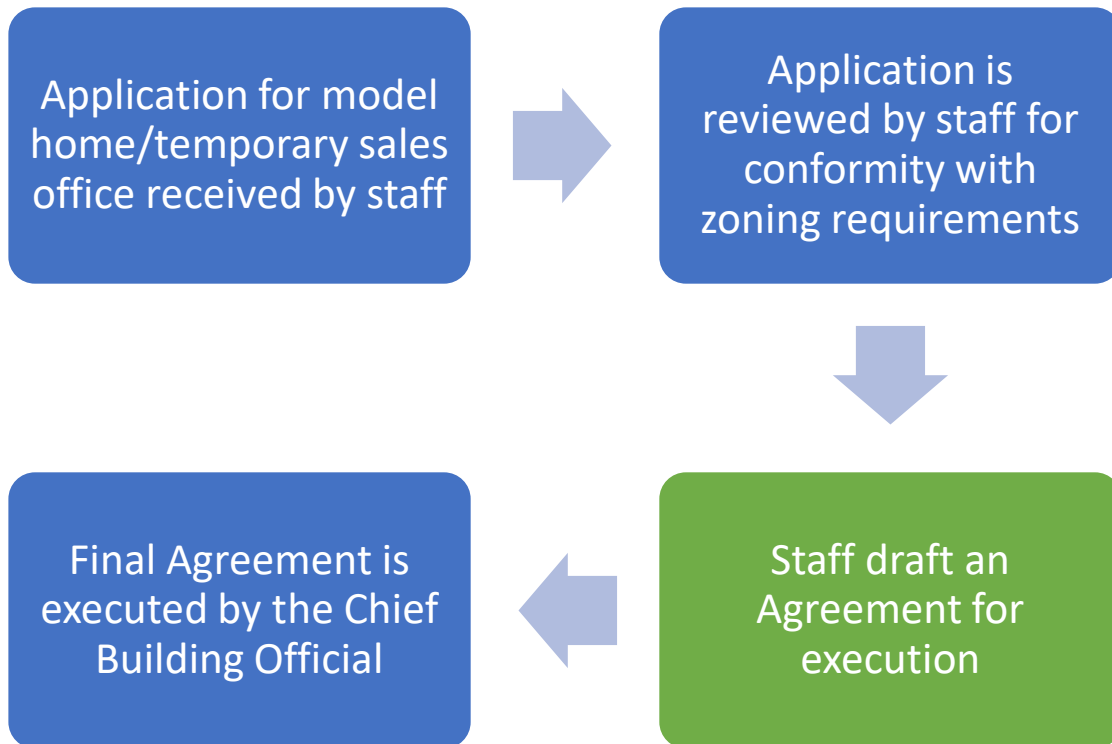 Application for model
home/temporary sales
office received by staff
Application is
reviewed by staff for
conformity with
zoning requirements
Staff draft an
Agreement for
execution
Final Agreement is
executed by the Chief
Building Official